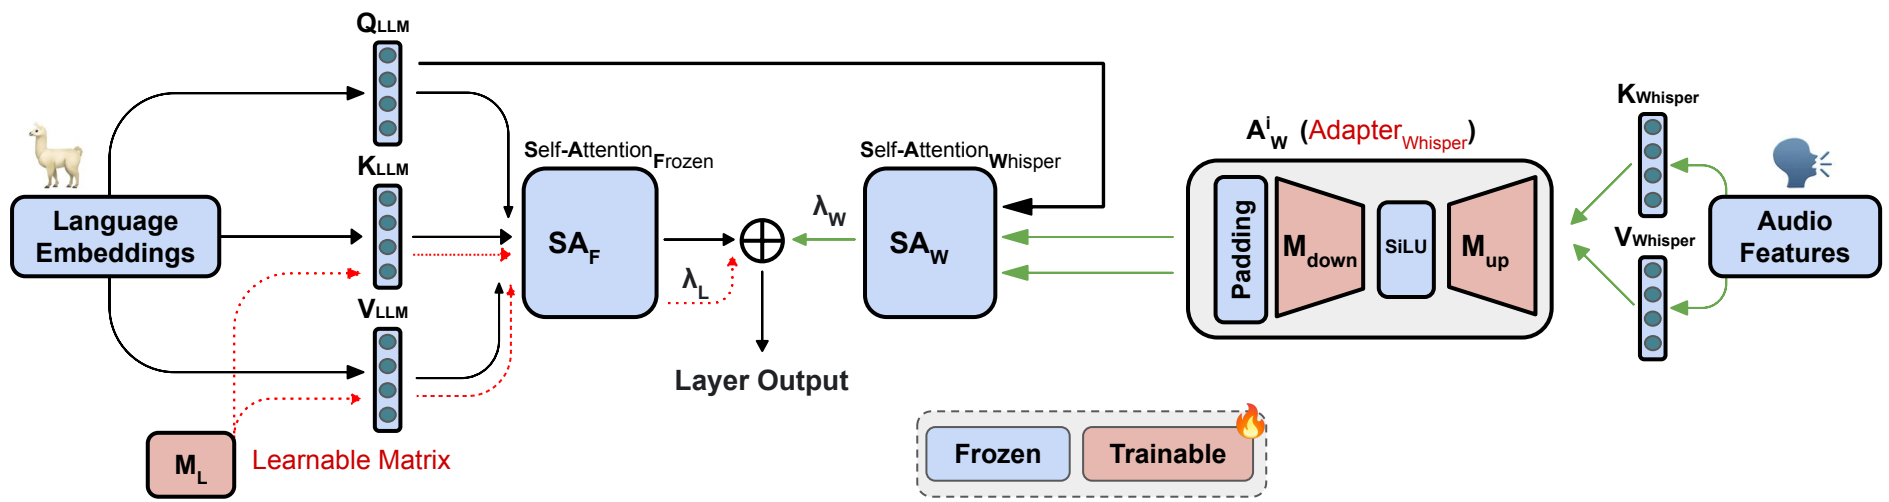 QLLM
KLLM
VLLM
Language
Embeddings
ML
Learnable Matrix
Self-AttentionFrozen
SAF
λL
λW
Layer Output
Self-AttentionWhisper
SAW
AiW (AdapterWhisper)
Padding
Mdown
SiLU
Mup
KWhisper
VWhisper
Audio
Features
Frozen
Trainable